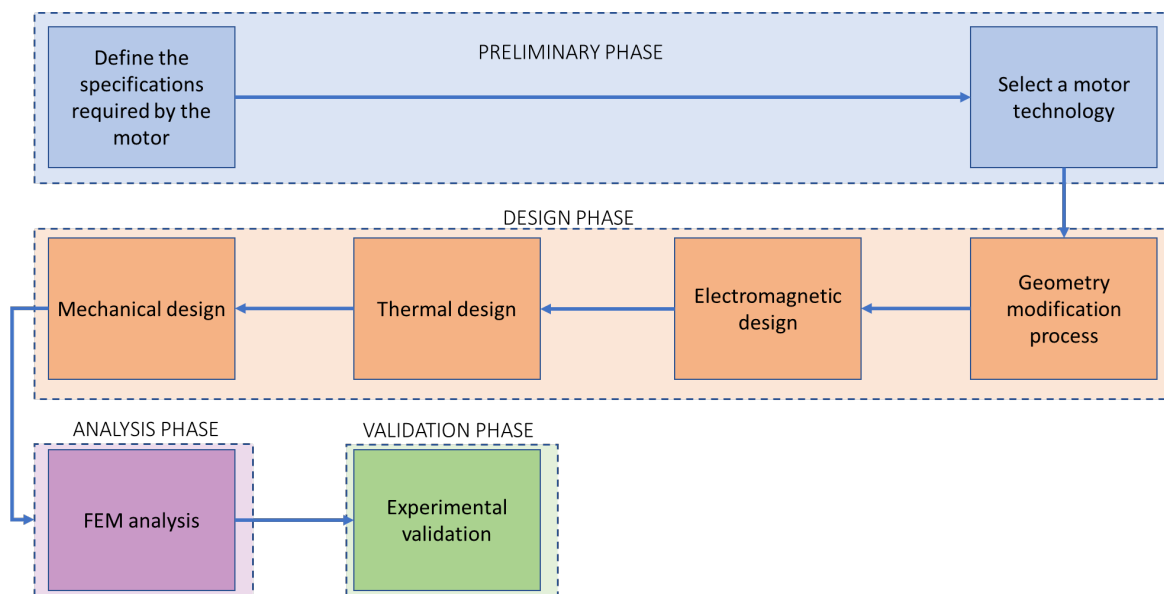 PRELIMINARY PHASE
Define the
specifications
required by the
motor
Select a motor
technology
DESIGN PHASE
Mechanical design
Thermal design
Electromagnetic
design
Geometry
modification
process
ANALYSIS PHASE
FEM analysis
VALIDATION PHASE
Experimental
validation